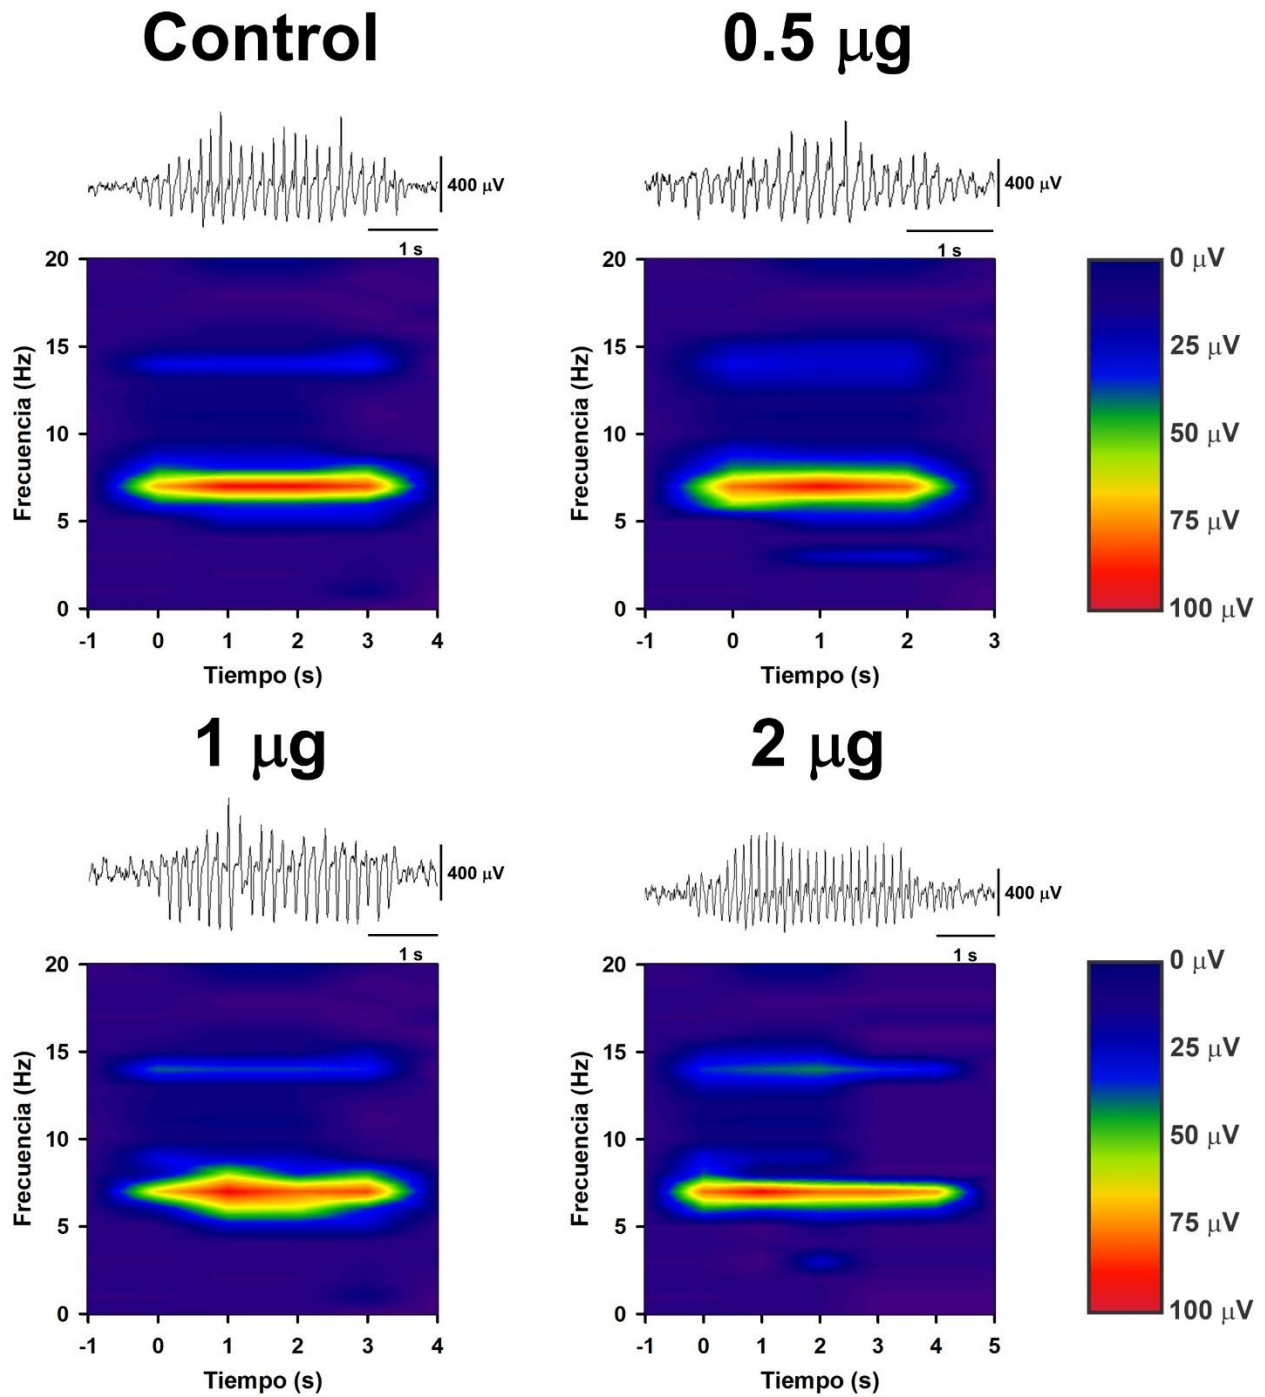 Control
0.5 µg
400 µV
400 µV
1 s
1 s
20
15
10
5
0
Frecuencia (Hz)
-1 0 1 2 3 4
Tiempo (s)
20
15
10
5
0
Frecuencia (Hz)
-1 0 1 2 3
Tiempo (s)
0 µV
25 µV
50 µV
75 µV
100 µV
1 µg
2 µg
400 µV
400 µV
1 s
1 s
20
15
10
5
0
Frecuencia (Hz)
-1 0 1 2 3 4
Tiempo (s)
20
15
10
5
0
Frecuencia (Hz)
-1 0 1 2 3 4 5
Tiempo (s)
0 µV
25 µV
50 µV
75 µV
100 µV